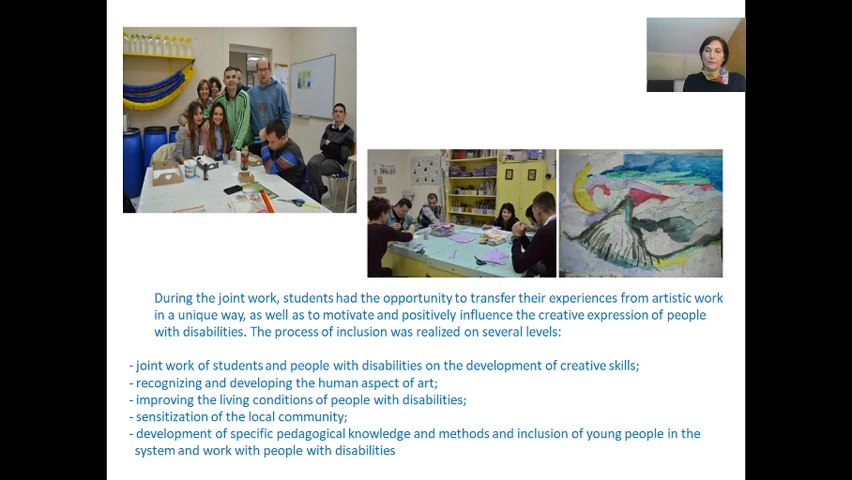 During the joint work, students had the opportunity to transfer their experiences from artistic work
in a unique way, as well as to motivate and positively influence the creative expression of people
with disabilities. The process of inclusion was realized on several levels:
- joint work of students and people with disabilities on the development of creative skills;
- recognizing and developing the human aspect of art;
- improving the living conditions of people with disabilities;
- sensitization of the local community;
- development of specific pedagogical knowledge and methods and inclusion of young people in the
system and work with people with disabilities